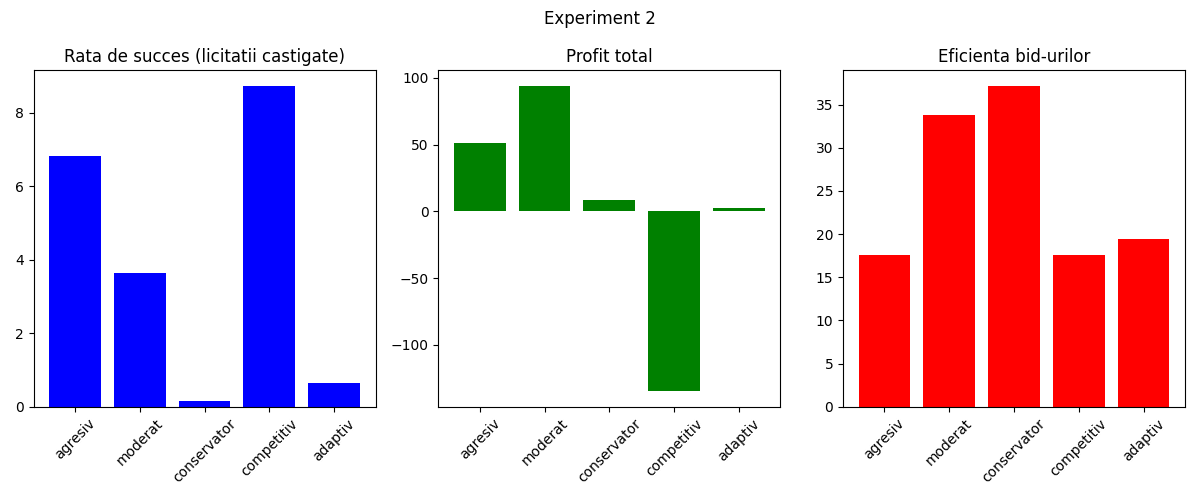 Experiment 2
Rata de succes (licitatii castigate)
8
6
4
2
0
agresiv
moderat
conservator
competitiv
adaptiv
Profit total
100
50
0
−50
−100
agresiv
moderat
conservator
competitiv
adaptiv
Eficienta bid-urilor
35
30
25
20
15
10
5
0
agresiv
moderat
conservator
competitiv
adaptiv